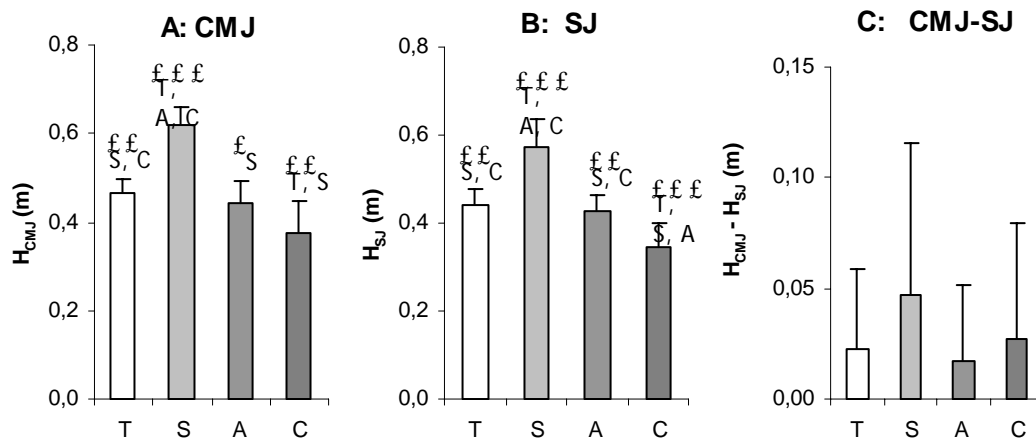 A: CMJ
H_CMJ (m)
0,8
0,6
0,4
0,2
0,0
££
S, C
£££
T,
A, C
£
S
££
T, S
T S A C
B: SJ
H_SJ (m)
0,8
0,6
0,4
0,2
0,0
££
S, C
£££
T,
A, C
££
S, C
£££
T,
S, A
T S A C
C: CMJ-SJ
H_CMJ - H_SJ (m)
0,15
0,10
0,05
0,00
T S A C